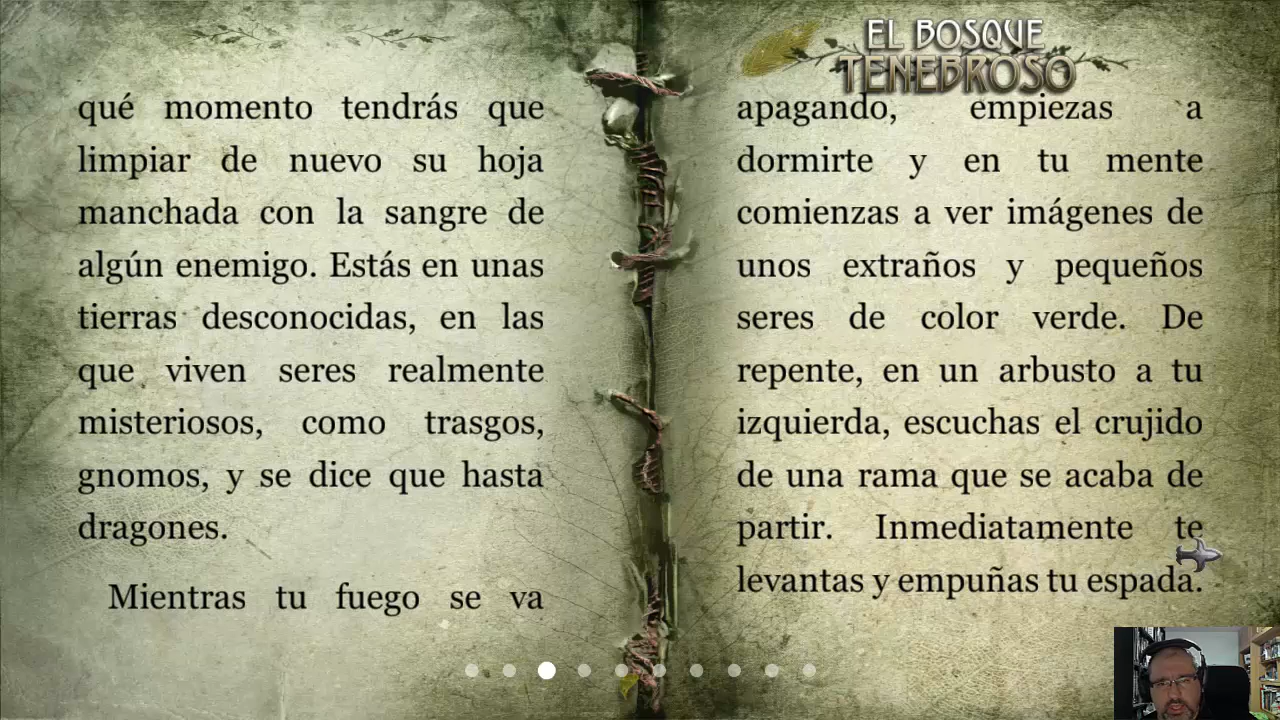 qué momento tendrás que
limpiar de nuevo su hoja
manchada con la sangre de
algún enemigo. Estás en unas
tierras desconocidas, en las
que viven seres realmente
misteriosos, como trasgos,
gnomos, y se dice que hasta
dragones.
Mientras tu fuego se va
EL BOSQUE
TENEBROSO
apagando, empiezas a
dormirte y en tu mente
comienzas a ver imágenes de
unos extraños y pequeños
seres de color verde. De
repente, en un arbusto a tu
izquierda, escuchas el crujido
de una rama que se acaba de
partir. Inmediatamente te
levantas y empuñas tu espada.